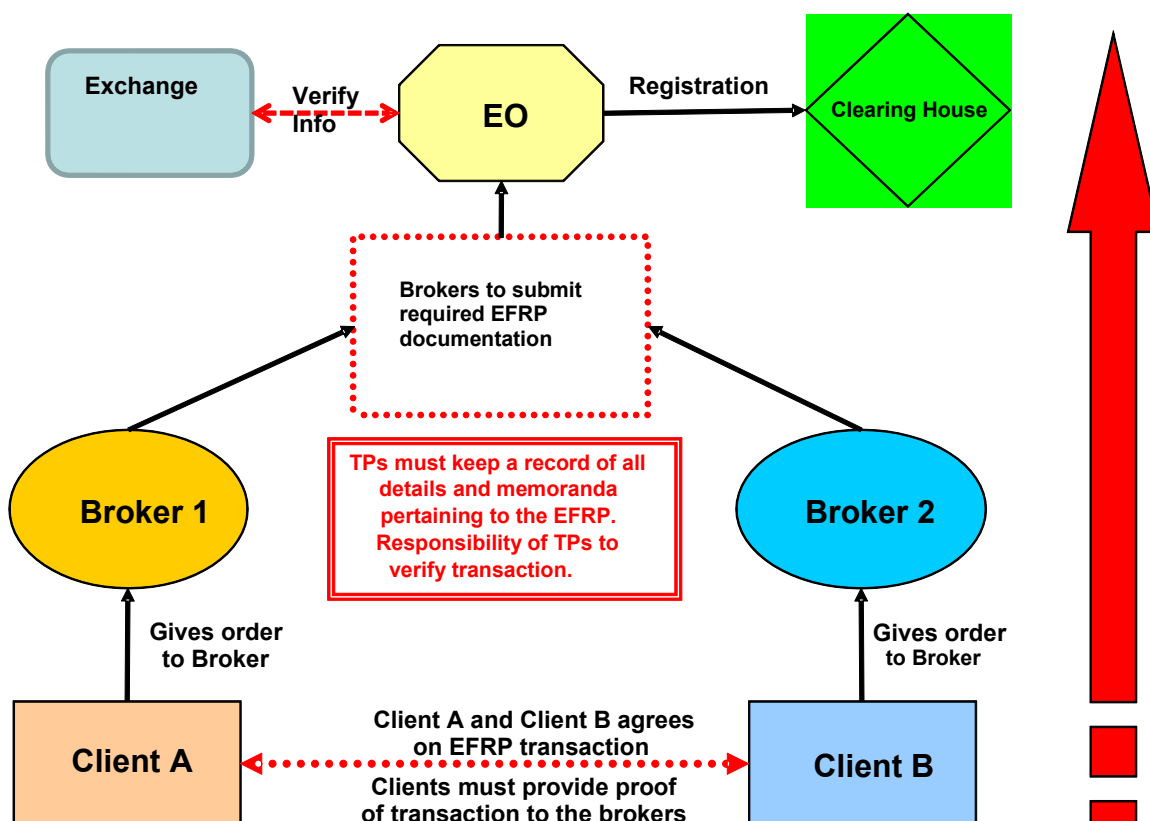 Exchange
Verify
Info
EO
Registration
Clearing House
Brokers to submit
required EFRP
documentation
TPs must keep a record of all
details and memoranda
pertaining to the EFRP.
Responsibility of TPs to
verify transaction.
Broker 1
Broker 2
Gives order
to Broker
Gives order
to Broker
Client A and Client B agrees
on EFRP transaction
Client A
Client B
Clients must provide proof
of transaction to the brokers